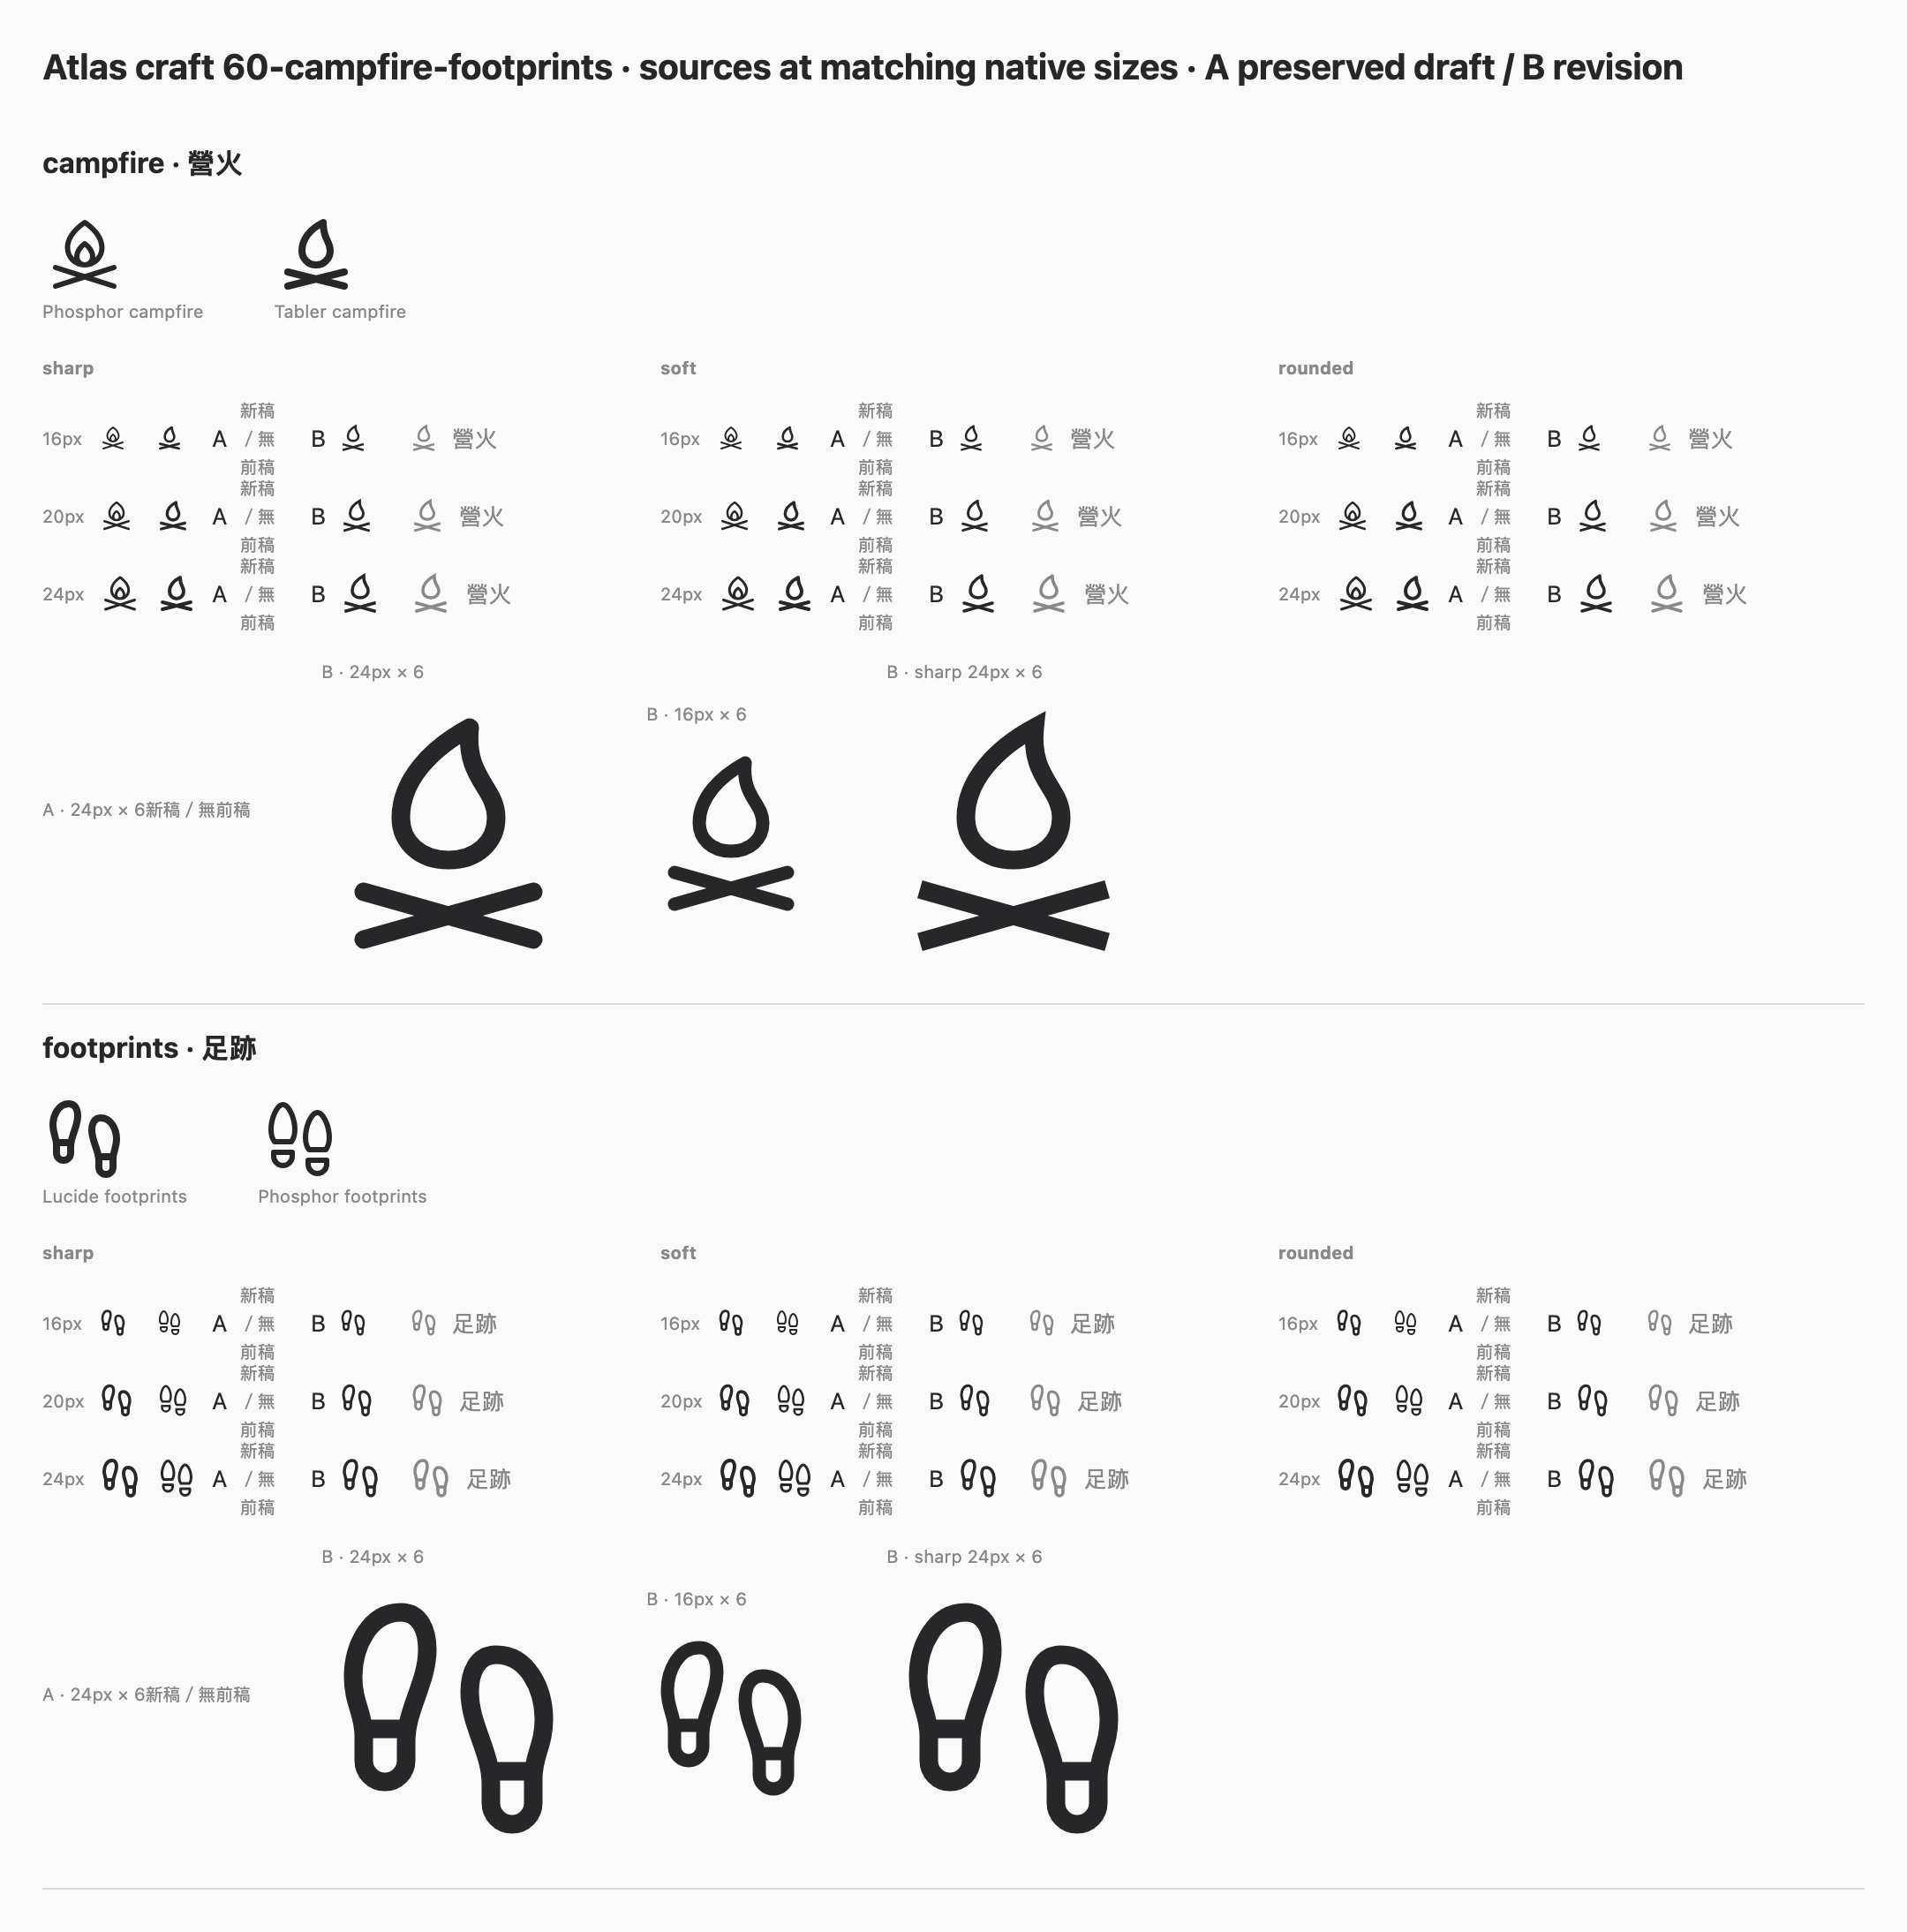 Atlas craft 60-campfire-footprints · sources at matching native sizes · A preserved draft / B revision
campfire · 營火
Phosphor campfire
Tabler campfire
sharp
soft
rounded
16px A 新稿 / 無前稿 B 營火
16px A 新稿 / 無前稿 B 營火
16px A 新稿 / 無前稿 B 營火
20px A 新稿 / 無前稿 B 營火
20px A 新稿 / 無前稿 B 營火
20px A 新稿 / 無前稿 B 營火
24px A 新稿 / 無前稿 B 營火
24px A 新稿 / 無前稿 B 營火
24px A 新稿 / 無前稿 B 營火
A · 24px × 6新稿 / 無前稿
B · 24px × 6
B · 16px × 6
B · sharp 24px × 6
footprints · 足跡
Lucide footprints
Phosphor footprints
sharp
soft
rounded
16px A 新稿 / 無前稿 B 足跡
16px A 新稿 / 無前稿 B 足跡
16px A 新稿 / 無前稿 B 足跡
20px A 新稿 / 無前稿 B 足跡
20px A 新稿 / 無前稿 B 足跡
20px A 新稿 / 無前稿 B 足跡
24px A 新稿 / 無前稿 B 足跡
24px A 新稿 / 無前稿 B 足跡
24px A 新稿 / 無前稿 B 足跡
A · 24px × 6新稿 / 無前稿
B · 24px × 6
B · 16px × 6
B · sharp 24px × 6